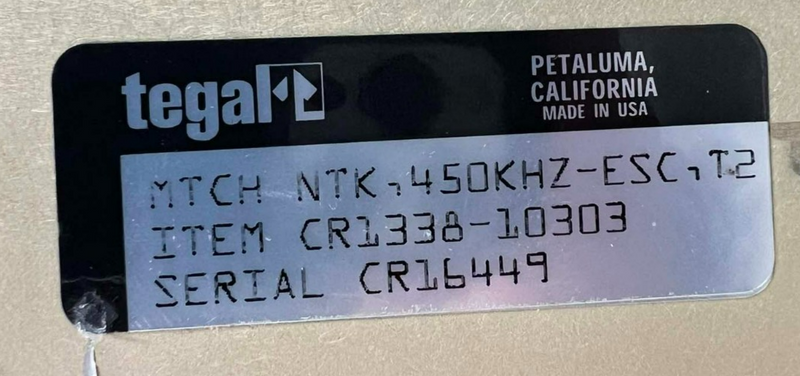 tegal
PETALUMA,
CALIFORNIA
MADE IN USA
MTCH NTK,450KHZ-ESC,T2
ITEM CR1338-10303
SERIAL CR16449